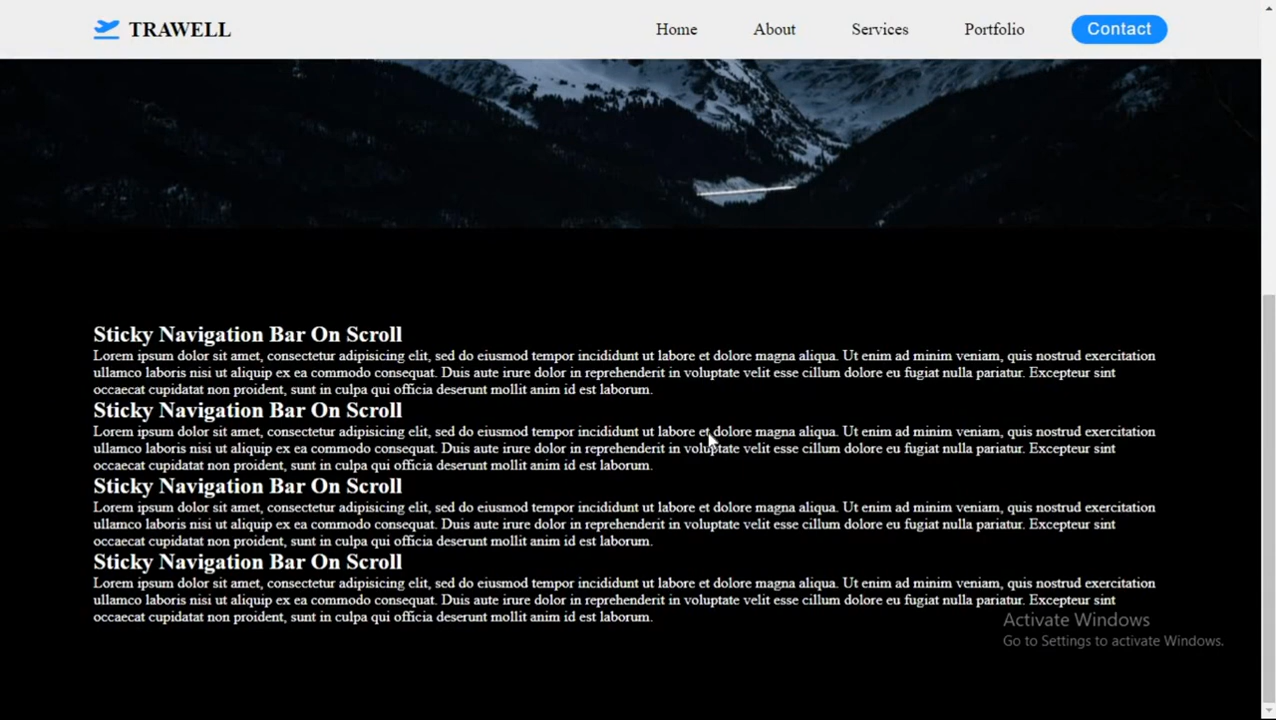 TRAWELL
Home
About
Services
Portfolio
Contact
Sticky Navigation Bar On Scroll
Lorem ipsum dolor sit amet, consectetur adipisicing elit, sed do eiusmod tempor incididunt ut labore et dolore magna aliqua. Ut enim ad minim veniam, quis nostrud exercitation
ullamco laboris nisi ut aliquip ex ea commodo consequat. Duis aute irure dolor in reprehenderit in voluptate velit esse cillum dolore eu fugiat nulla pariatur. Excepteur sint
occaecat cupidatat non proident, sunt in culpa qui officia deserunt mollit anim id est laborum.
Sticky Navigation Bar On Scroll
Lorem ipsum dolor sit amet, consectetur adipisicing elit, sed do eiusmod tempor incididunt ut labore et dolore magna aliqua. Ut enim ad minim veniam, quis nostrud exercitation
ullamco laboris nisi ut aliquip ex ea commodo consequat. Duis aute irure dolor in reprehenderit in voluptate velit esse cillum dolore eu fugiat nulla pariatur. Excepteur sint
occaecat cupidatat non proident, sunt in culpa qui officia deserunt mollit anim id est laborum.
Sticky Navigation Bar On Scroll
Lorem ipsum dolor sit amet, consectetur adipisicing elit, sed do eiusmod tempor incididunt ut labore et dolore magna aliqua. Ut enim ad minim veniam, quis nostrud exercitation
ullamco laboris nisi ut aliquip ex ea commodo consequat. Duis aute irure dolor in reprehenderit in voluptate velit esse cillum dolore eu fugiat nulla pariatur. Excepteur sint
occaecat cupidatat non proident, sunt in culpa qui officia deserunt mollit anim id est laborum.
Sticky Navigation Bar On Scroll
Lorem ipsum dolor sit amet, consectetur adipisicing elit, sed do eiusmod tempor incididunt ut labore et dolore magna aliqua. Ut enim ad minim veniam, quis nostrud exercitation
ullamco laboris nisi ut aliquip ex ea commodo consequat. Duis aute irure dolor in reprehenderit in voluptate velit esse cillum dolore eu fugiat nulla pariatur. Excepteur sint
occaecat cupidatat non proident, sunt in culpa qui officia deserunt mollit anim id est laborum.
Activate Windows
Go to Settings to activate Windows.